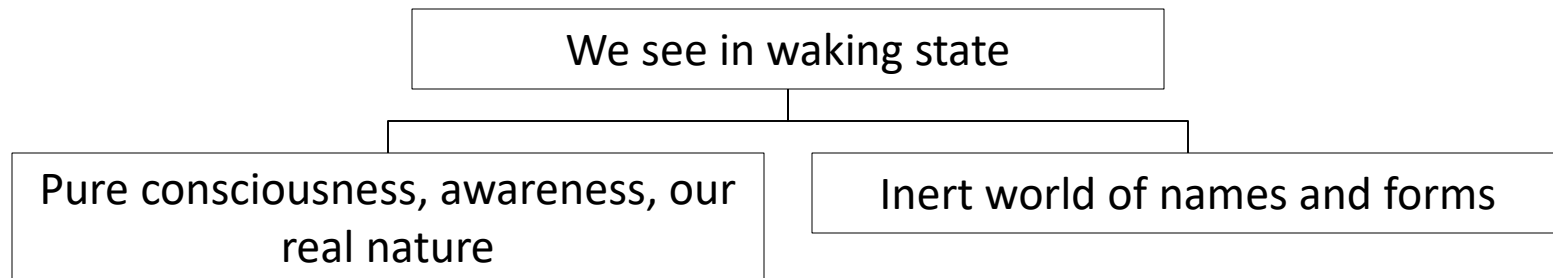 We see in waking state
Pure consciousness, awareness, our
real nature
Inert world of names and forms